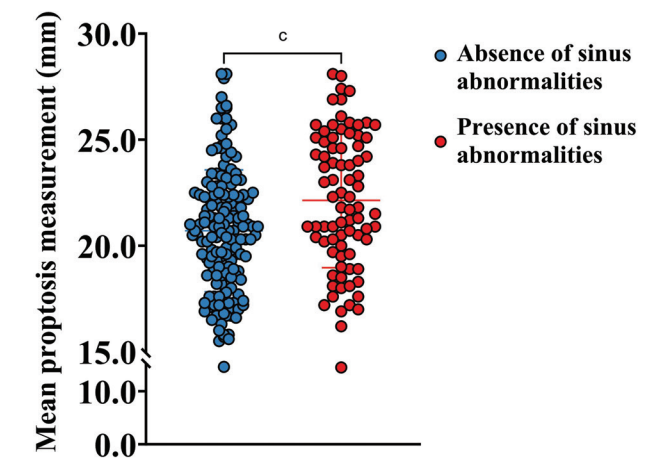 Mean proptosis measurement (mm)
30.0
25.0
20.0
15.0
10.0
0.0
c
Absence of sinus
abnormalities
Presence of sinus
abnormalities